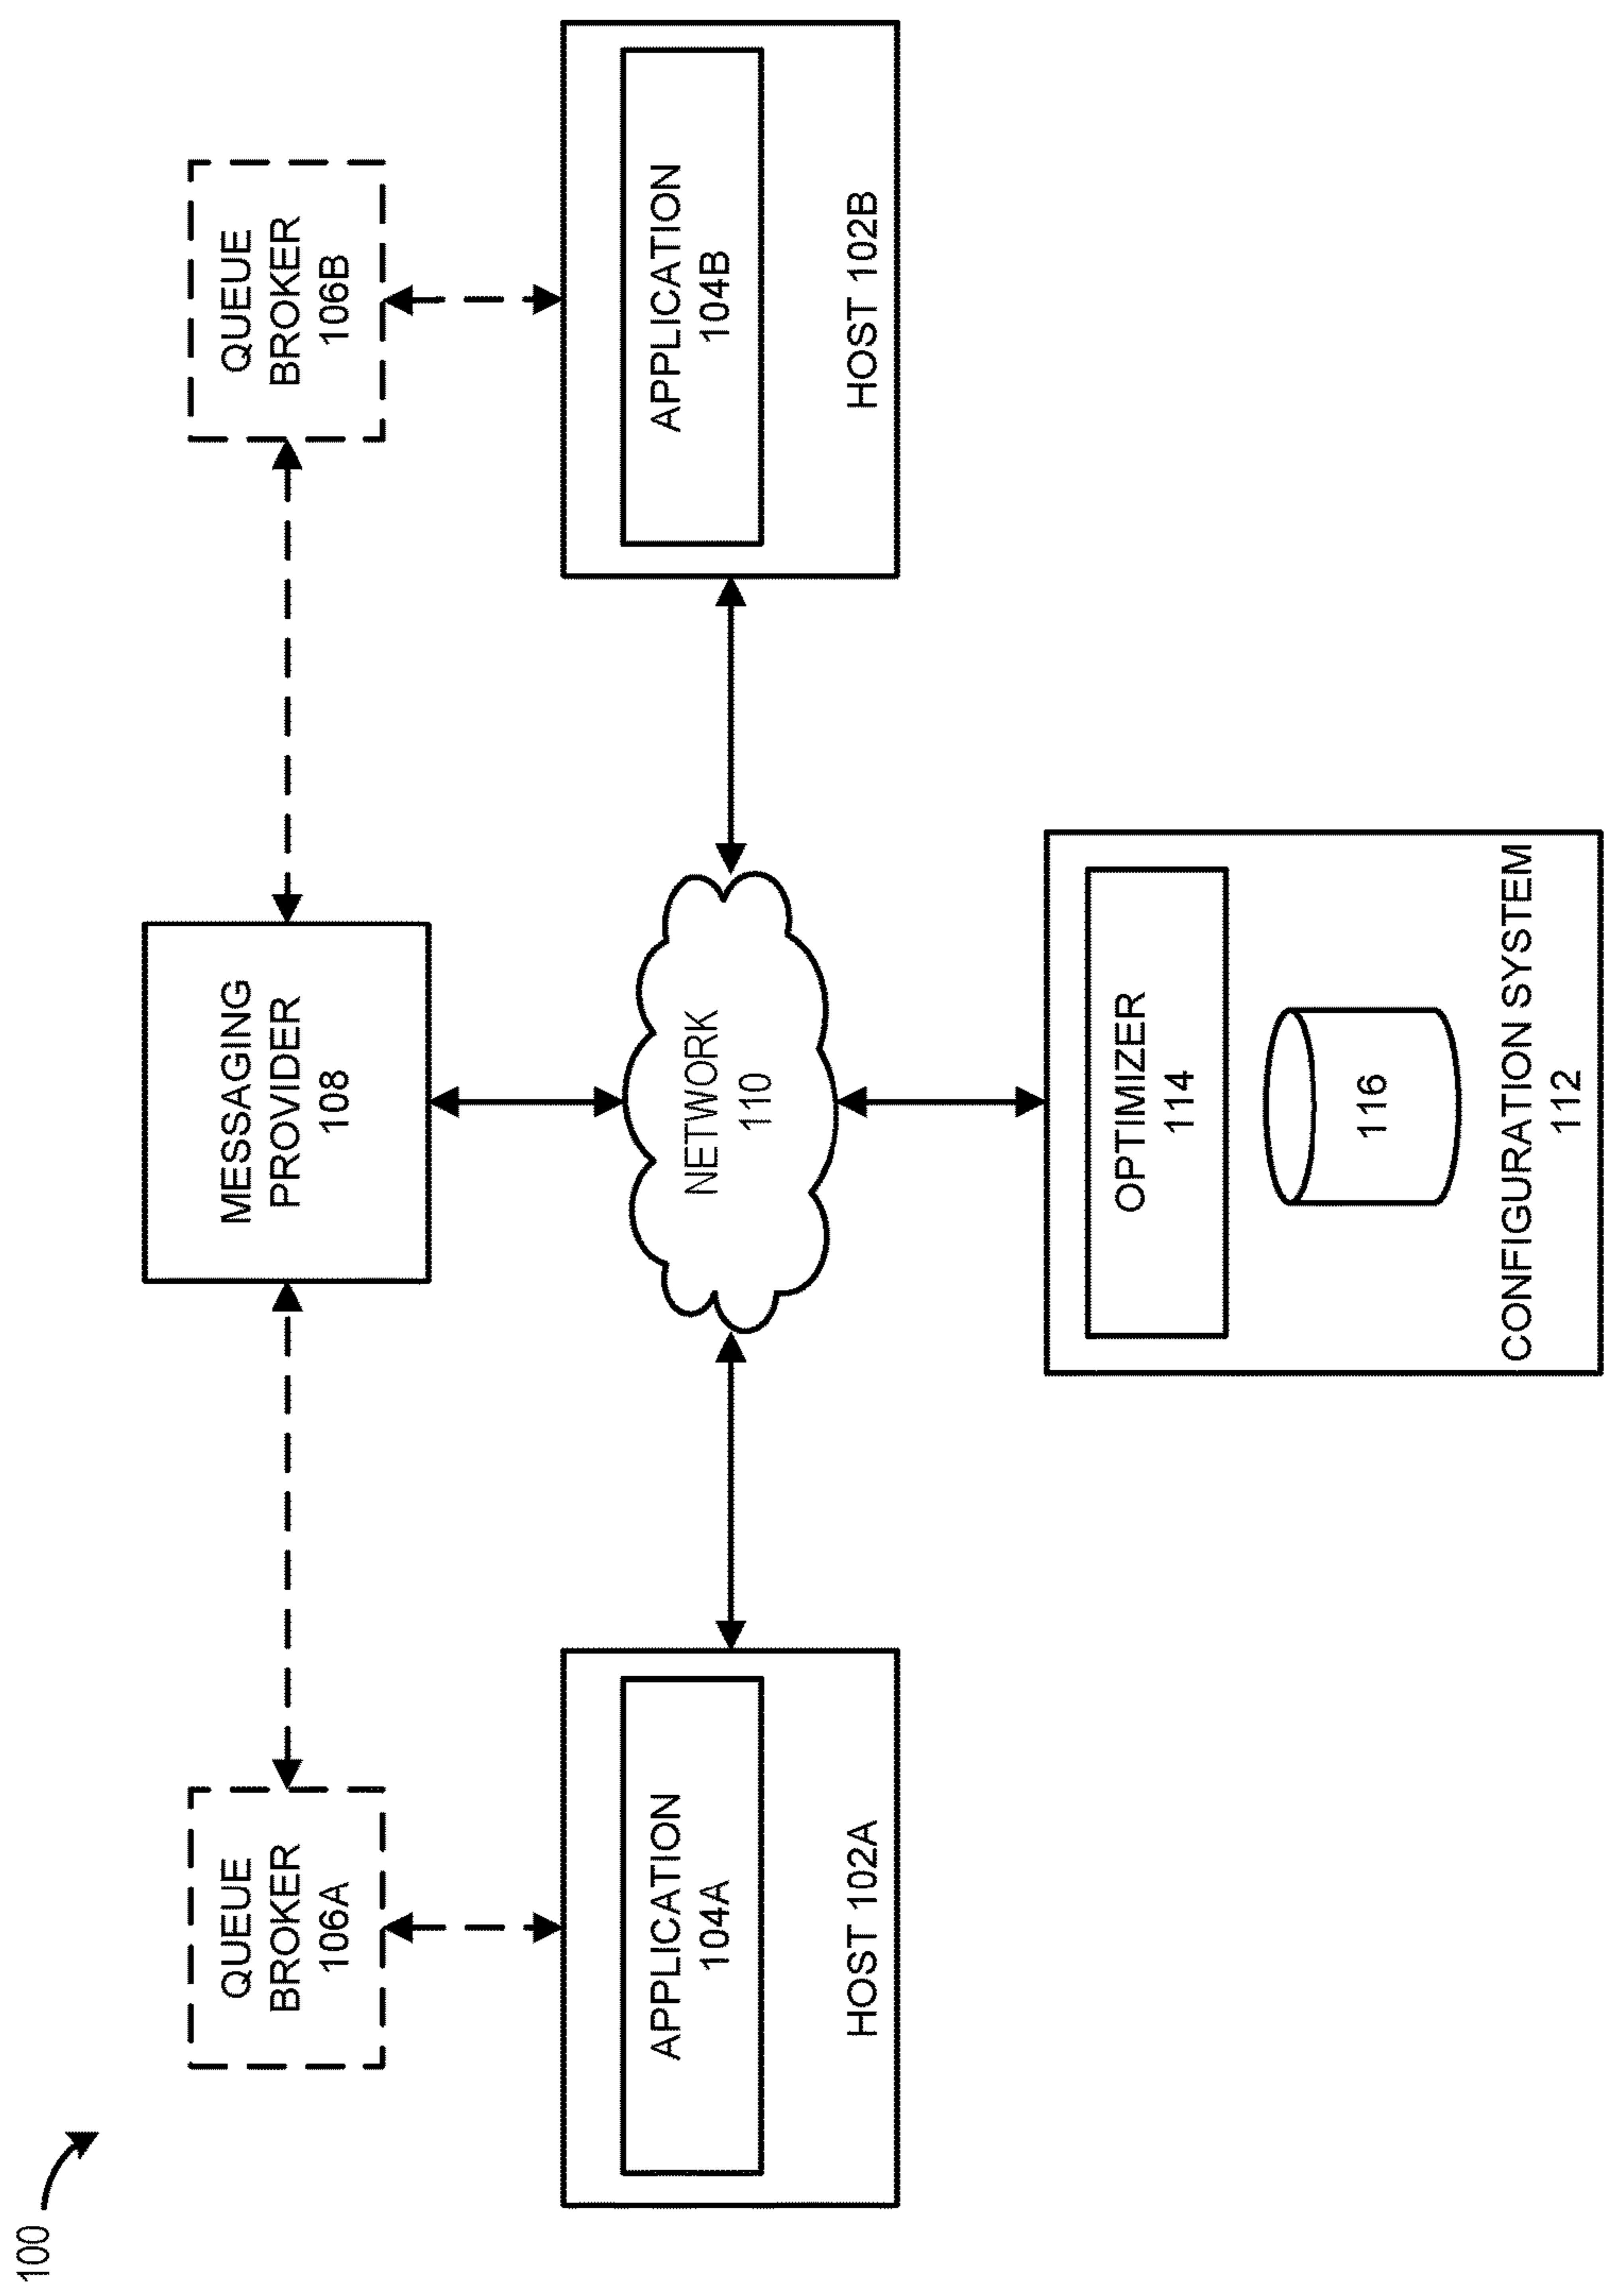 100
QUEUE
BROKER
106A
MESSAGING
PROVIDER
108
QUEUE
BROKER
106B
APPLICATION
104A
HOST 102A
NETWORK
110
APPLICATION
104B
HOST 102B
OPTIMIZER
114
116
CONFIGURATION SYSTEM
112